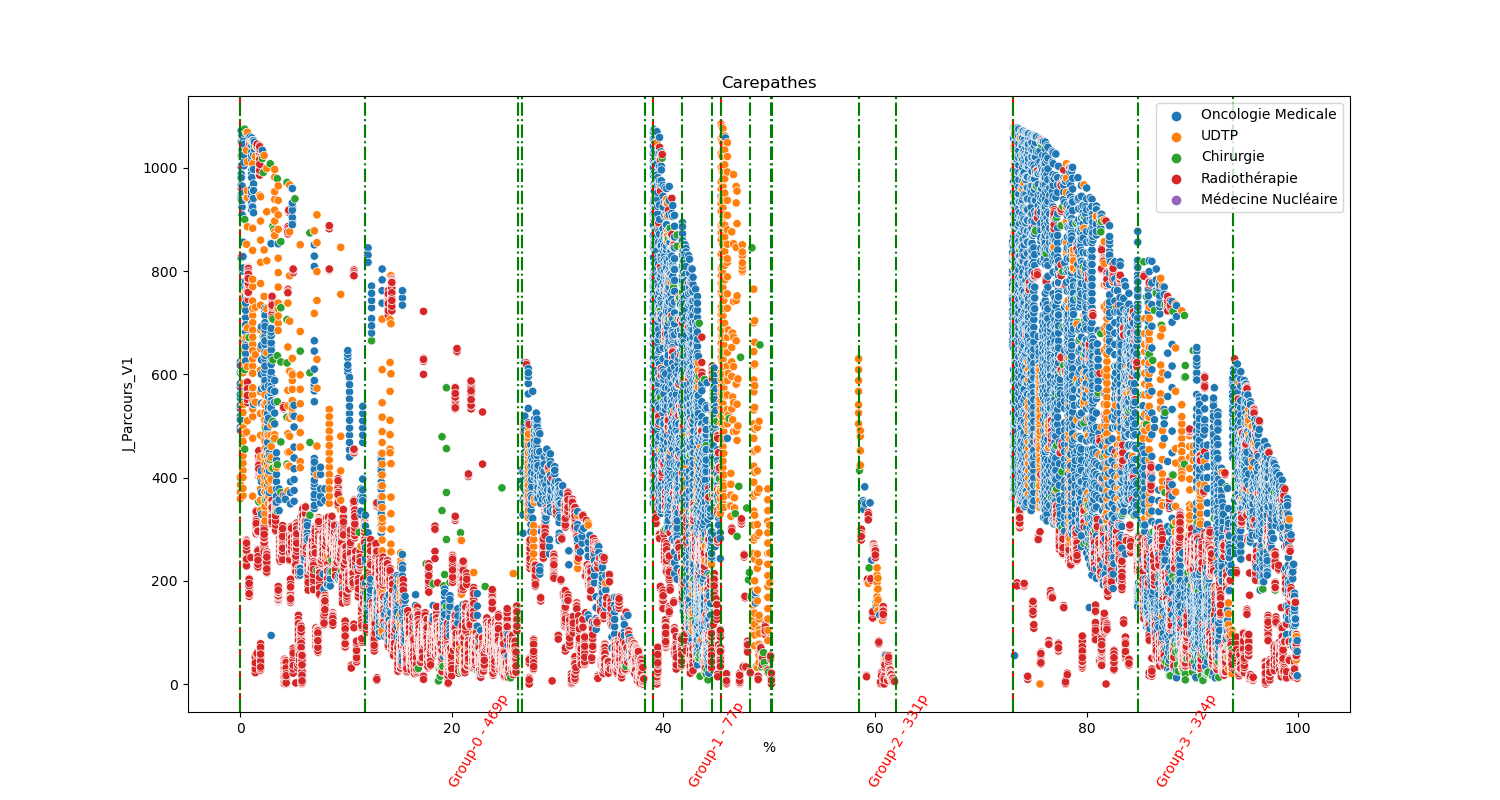 Carepathes
Oncologie Medicale
UDTP
Chirurgie
Radiothérapie
Médecine Nucléaire
J_Parcours_V1
1000
800
600
400
200
0
0 20 40 60 80 100
%
Group-0 - 469p
Group-1 - 77p
Group-2 - 331p
Group-3 - 324p